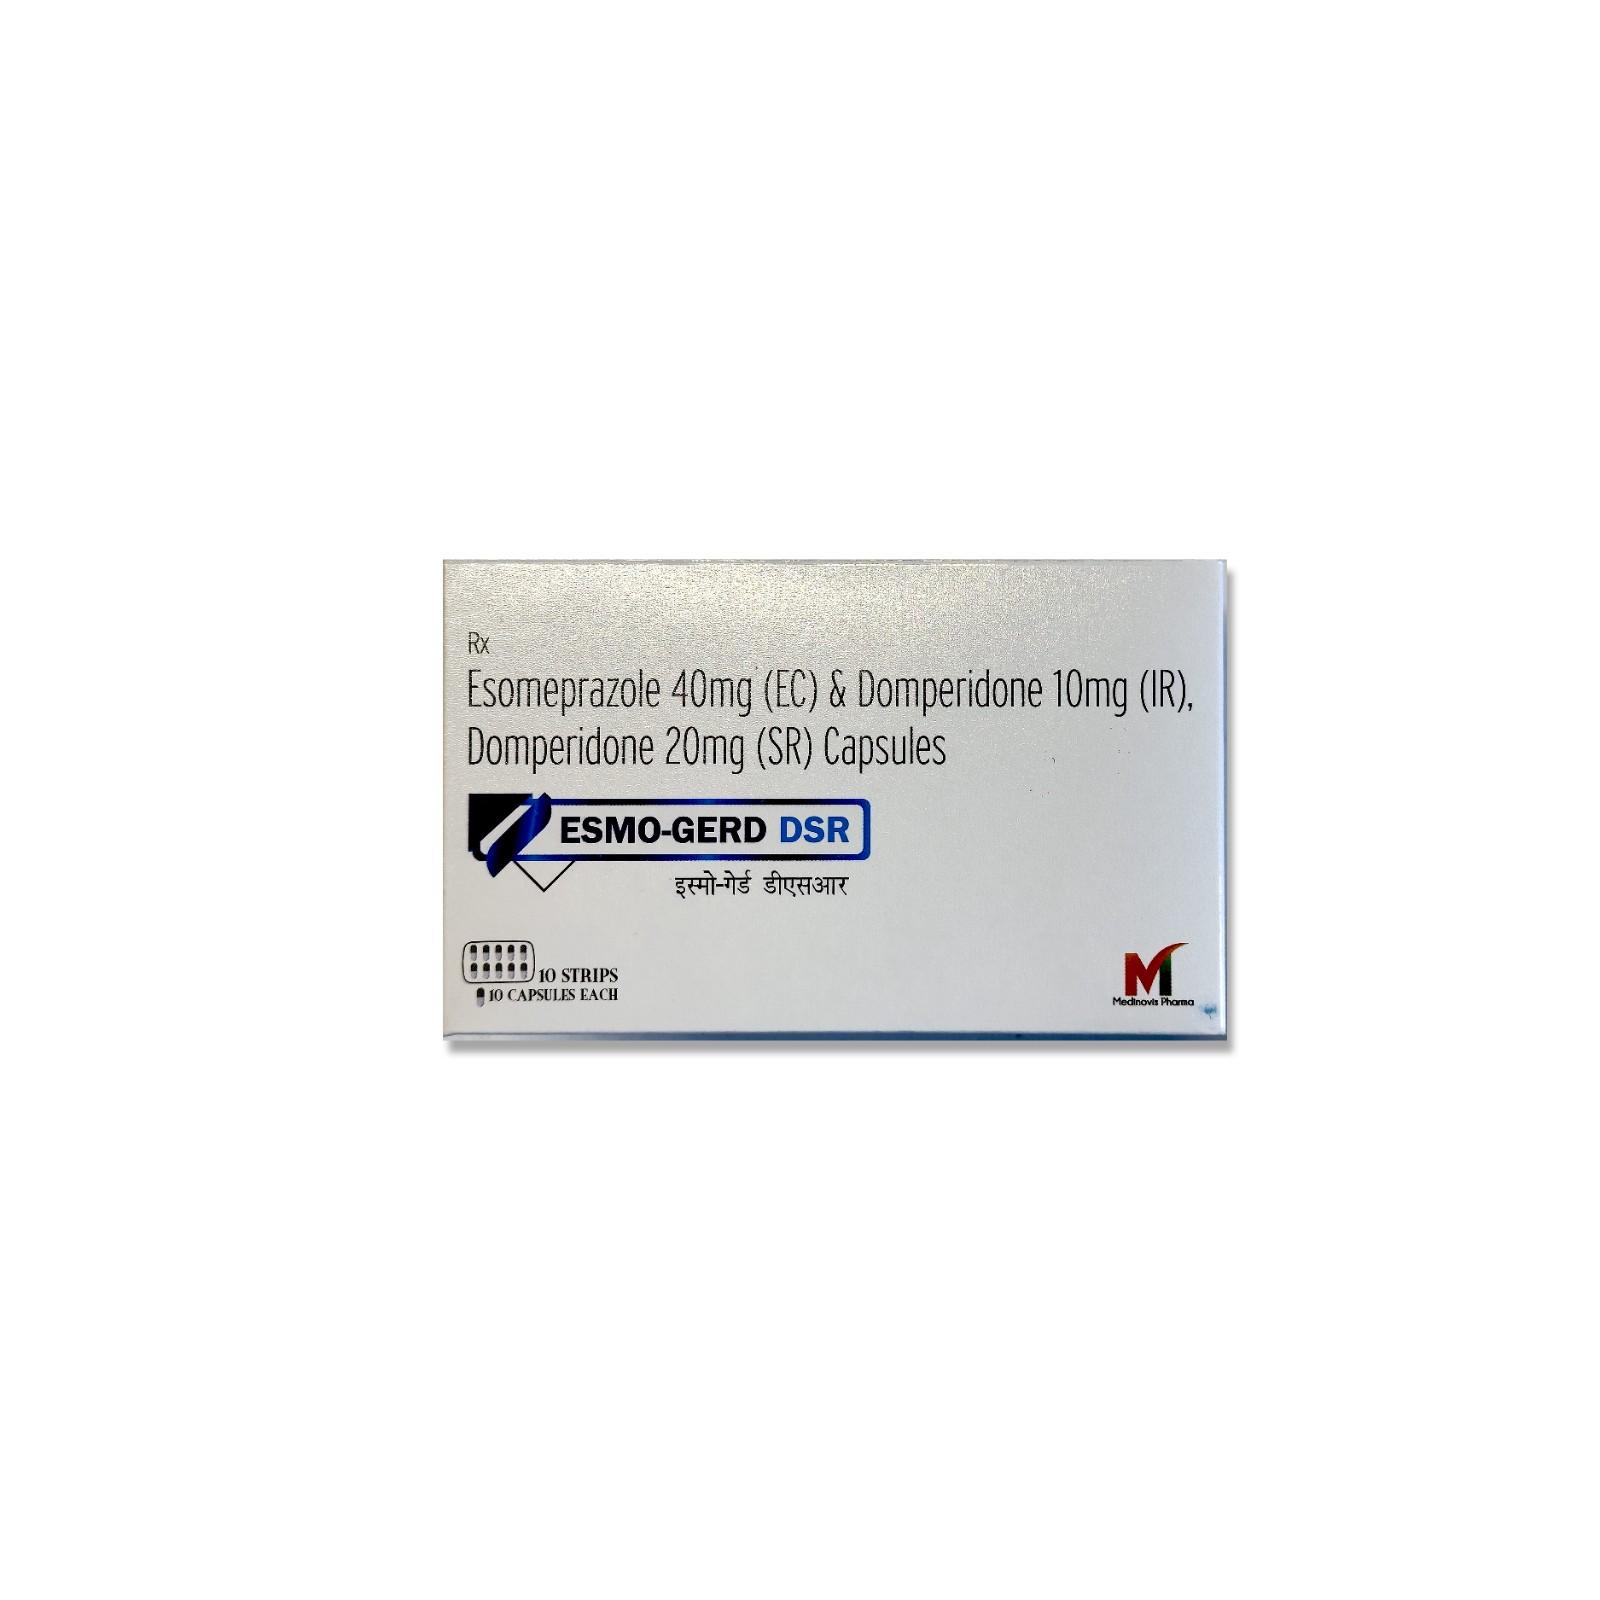 Rx
Esomeprazole 40mg (EC) & Domperidone 10mg (IR),
Domperidone 20mg (SR) Capsules
ESMO-GERD DSR
इस्मो-गेर्ड डीएसआर
10 STRIPS
10 CAPSULES EACH
M
Medinovis Pharma